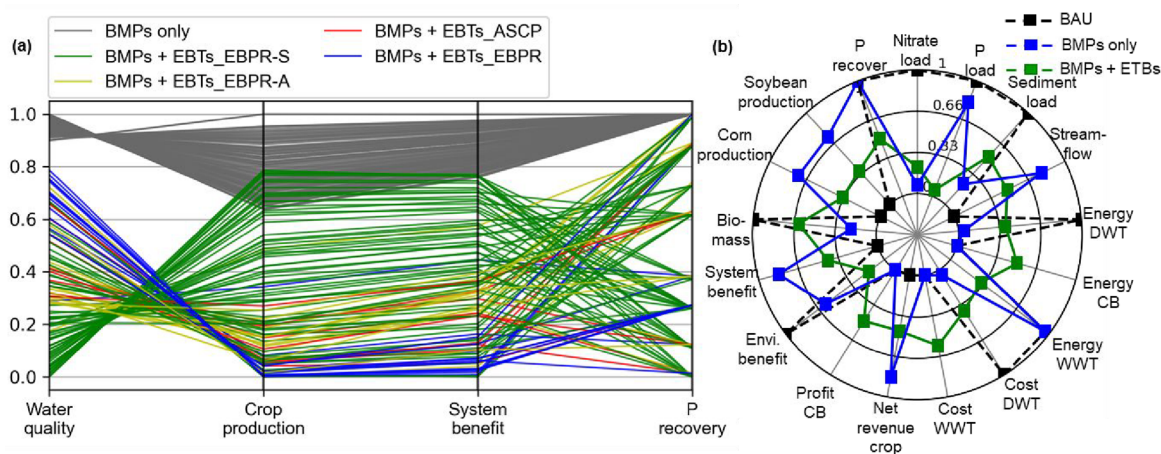 (a)
BMPs only
BMPs + EBTs_EBPR-S
BMPs + EBTs_EBPR-A
BMPs + EBTs_ASCP
BMPs + EBTs_EBPR
1.0
0.8
0.6
0.4
0.2
0.0
Water
quality
Crop
production
System
benefit
P
recovery
(b)
BAU
BMPs only
BMPs + ETBs
1
0.66
0.33
Nitrate
load
P
load
Sediment
load
Stream-
flow
Energy
DWT
Energy
CB
Energy
WWT
Cost
DWT
Cost
WWT
Net
revenue
crop
Profit
CB
Envi.
benefit
System
benefit
Bio-
mass
Corn
production
Soybean
production
P
recover